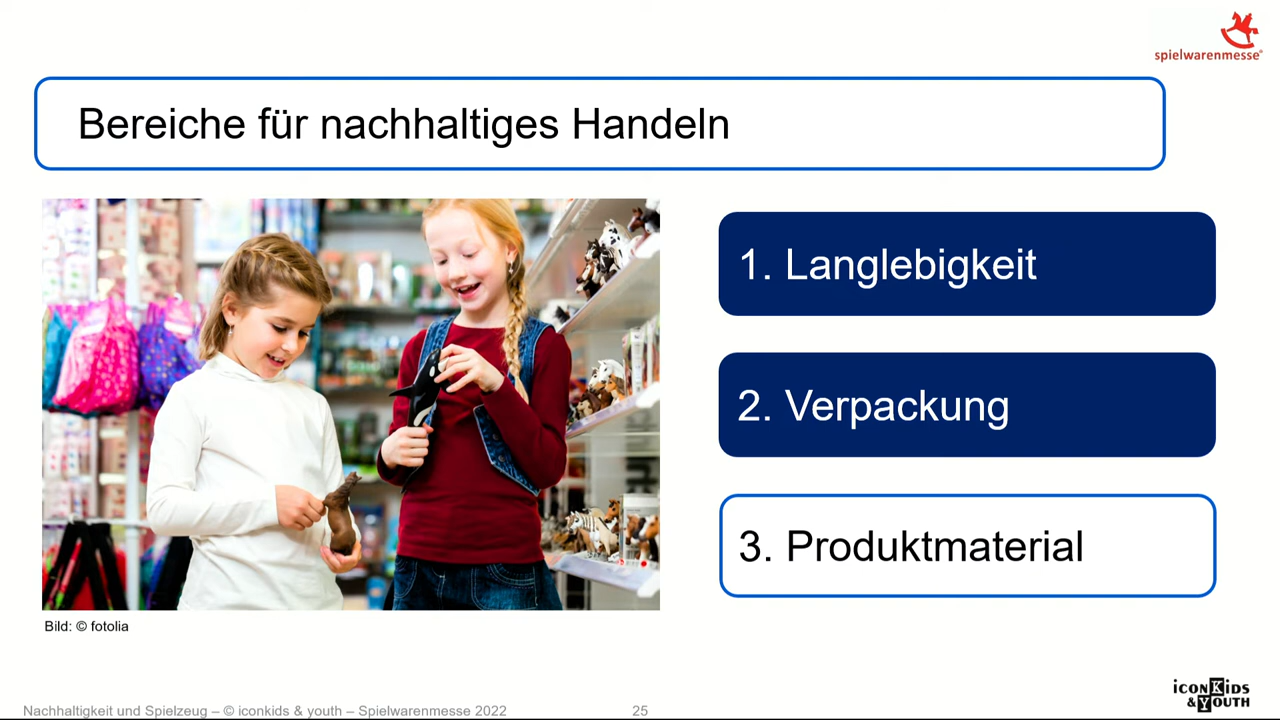 spielwarenmesse®
Bereiche für nachhaltiges Handeln
1. Langlebigkeit
2. Verpackung
3. Produktmaterial
Bild: © fotolia
iconKids
& YOUTH
Nachhaltigkeit und Spielzeug – © iconkids & youth – Spielwarenmesse 2022
25